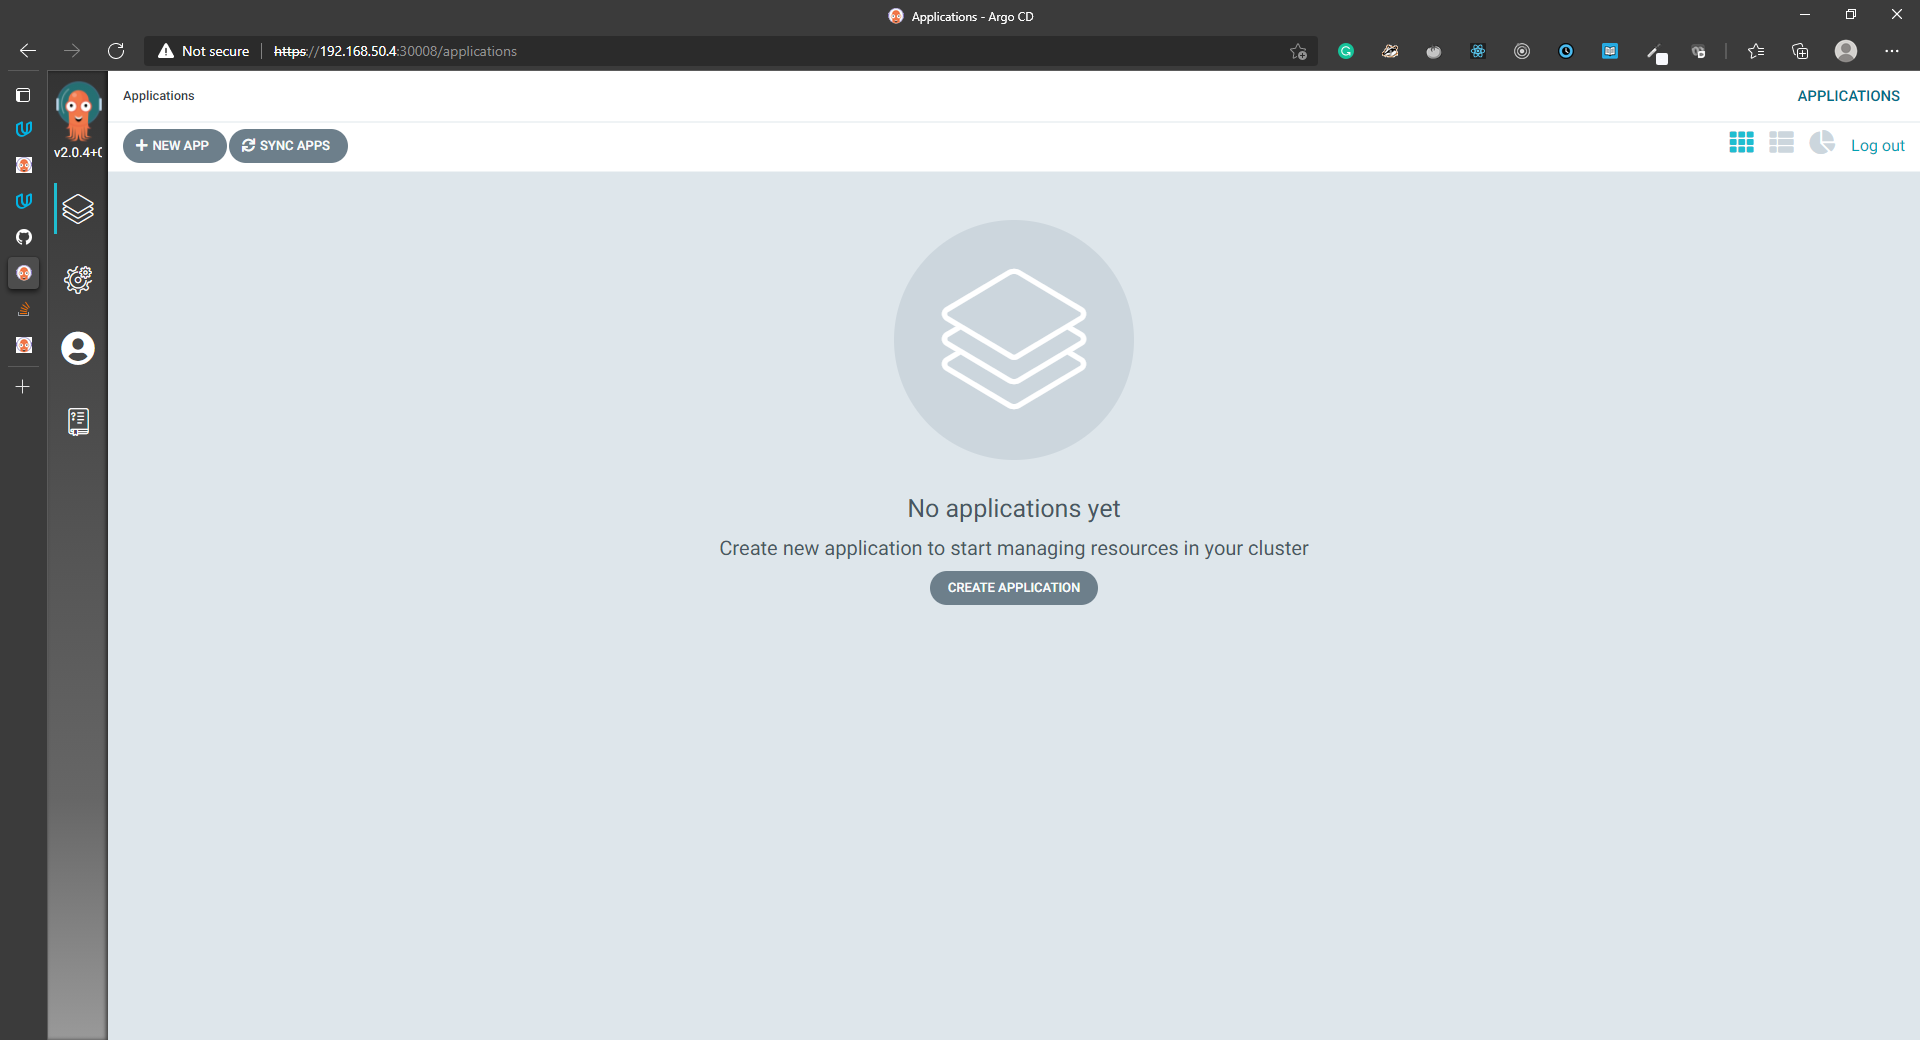 Applications - Argo CD
Not secure
https://192.168.50.4:30008/applications
v2.0.4+
Applications
APPLICATIONS
NEW APP
SYNC APPS
Log out
No applications yet
Create new application to start managing resources in your cluster
CREATE APPLICATION